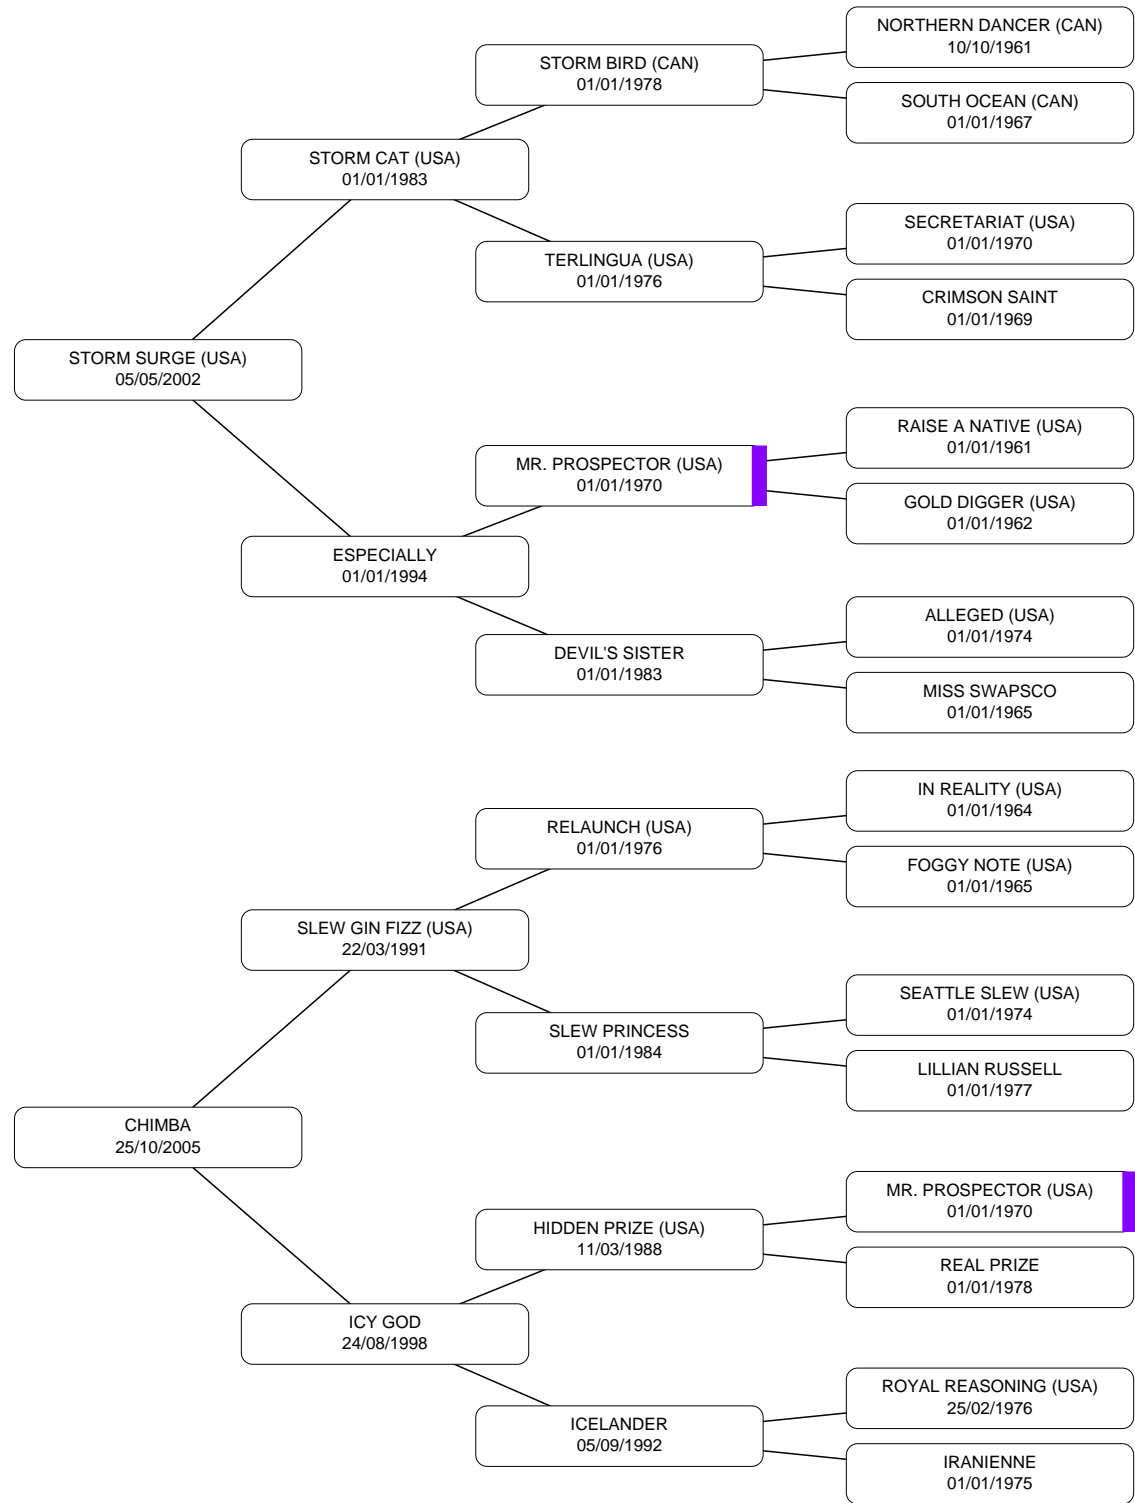 NORTHERN DANCER (CAN)
10/10/1961
STORM BIRD (CAN)
01/01/1978
SOUTH OCEAN (CAN)
01/01/1967
STORM CAT (USA)
01/01/1983
SECRETARIAT (USA)
01/01/1970
TERLINGUA (USA)
01/01/1976
CRIMSON SAINT
01/01/1969
STORM SURGE (USA)
05/05/2002
RAISE A NATIVE (USA)
01/01/1961
MR. PROSPECTOR (USA)
01/01/1970
GOLD DIGGER (USA)
01/01/1962
ESPECIALLY
01/01/1994
ALLEGED (USA)
01/01/1974
DEVIL'S SISTER
01/01/1983
MISS SWAPSCO
01/01/1965
IN REALITY (USA)
01/01/1964
RELAUNCH (USA)
01/01/1976
FOGGY NOTE (USA)
01/01/1965
SLEW GIN FIZZ (USA)
22/03/1991
SEATTLE SLEW (USA)
01/01/1974
SLEW PRINCESS
01/01/1984
LILLIAN RUSSELL
01/01/1977
CHIMBA
25/10/2005
MR. PROSPECTOR (USA)
01/01/1970
HIDDEN PRIZE (USA)
11/03/1988
REAL PRIZE
01/01/1978
ICY GOD
24/08/1998
ROYAL REASONING (USA)
25/02/1976
ICELANDER
05/09/1992
IRANIENNE
01/01/1975